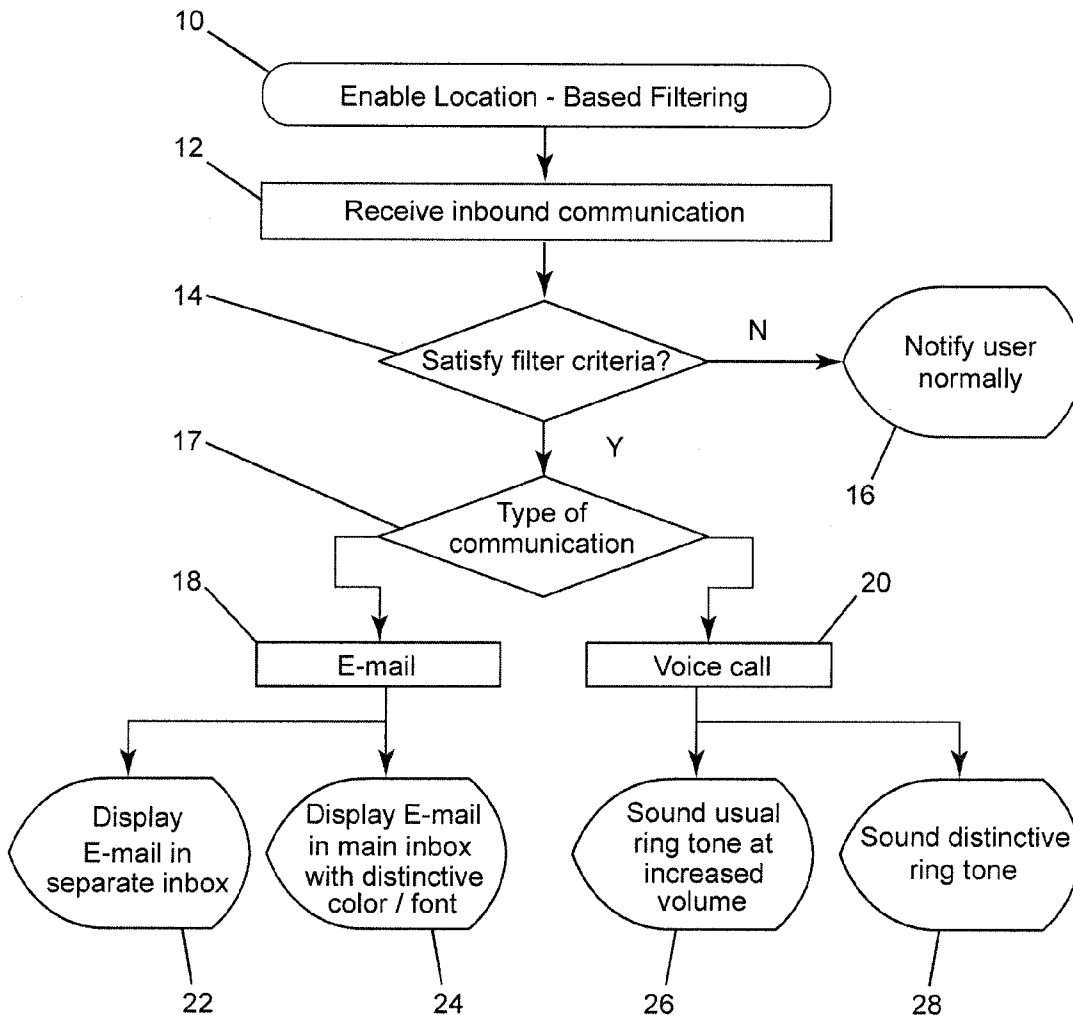 10
Enable Location - Based Filtering
12
Receive inbound communication
14
Satisfy filter criteria?
N
Notify user
normally
16
Y
17
Type of
communication
18
E-mail
20
Voice call
Display
E-mail in
separate inbox
22
Display E-mail
in main inbox
with distinctive
color / font
24
Sound usual
ring tone at
increased
volume
26
Sound distinctive
ring tone
28